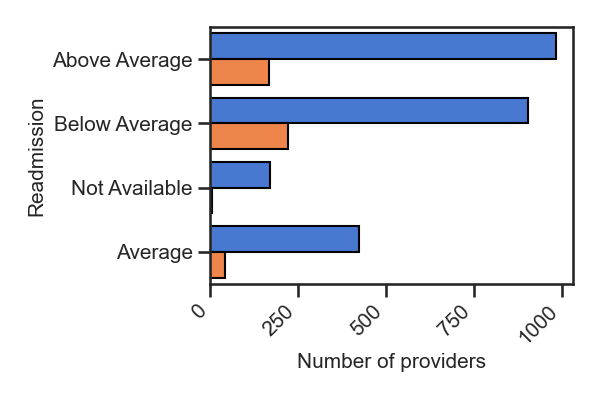 Above Average
Below Average
Not Available
Average
Readmission
0
250
500
750
1000
Number of providers